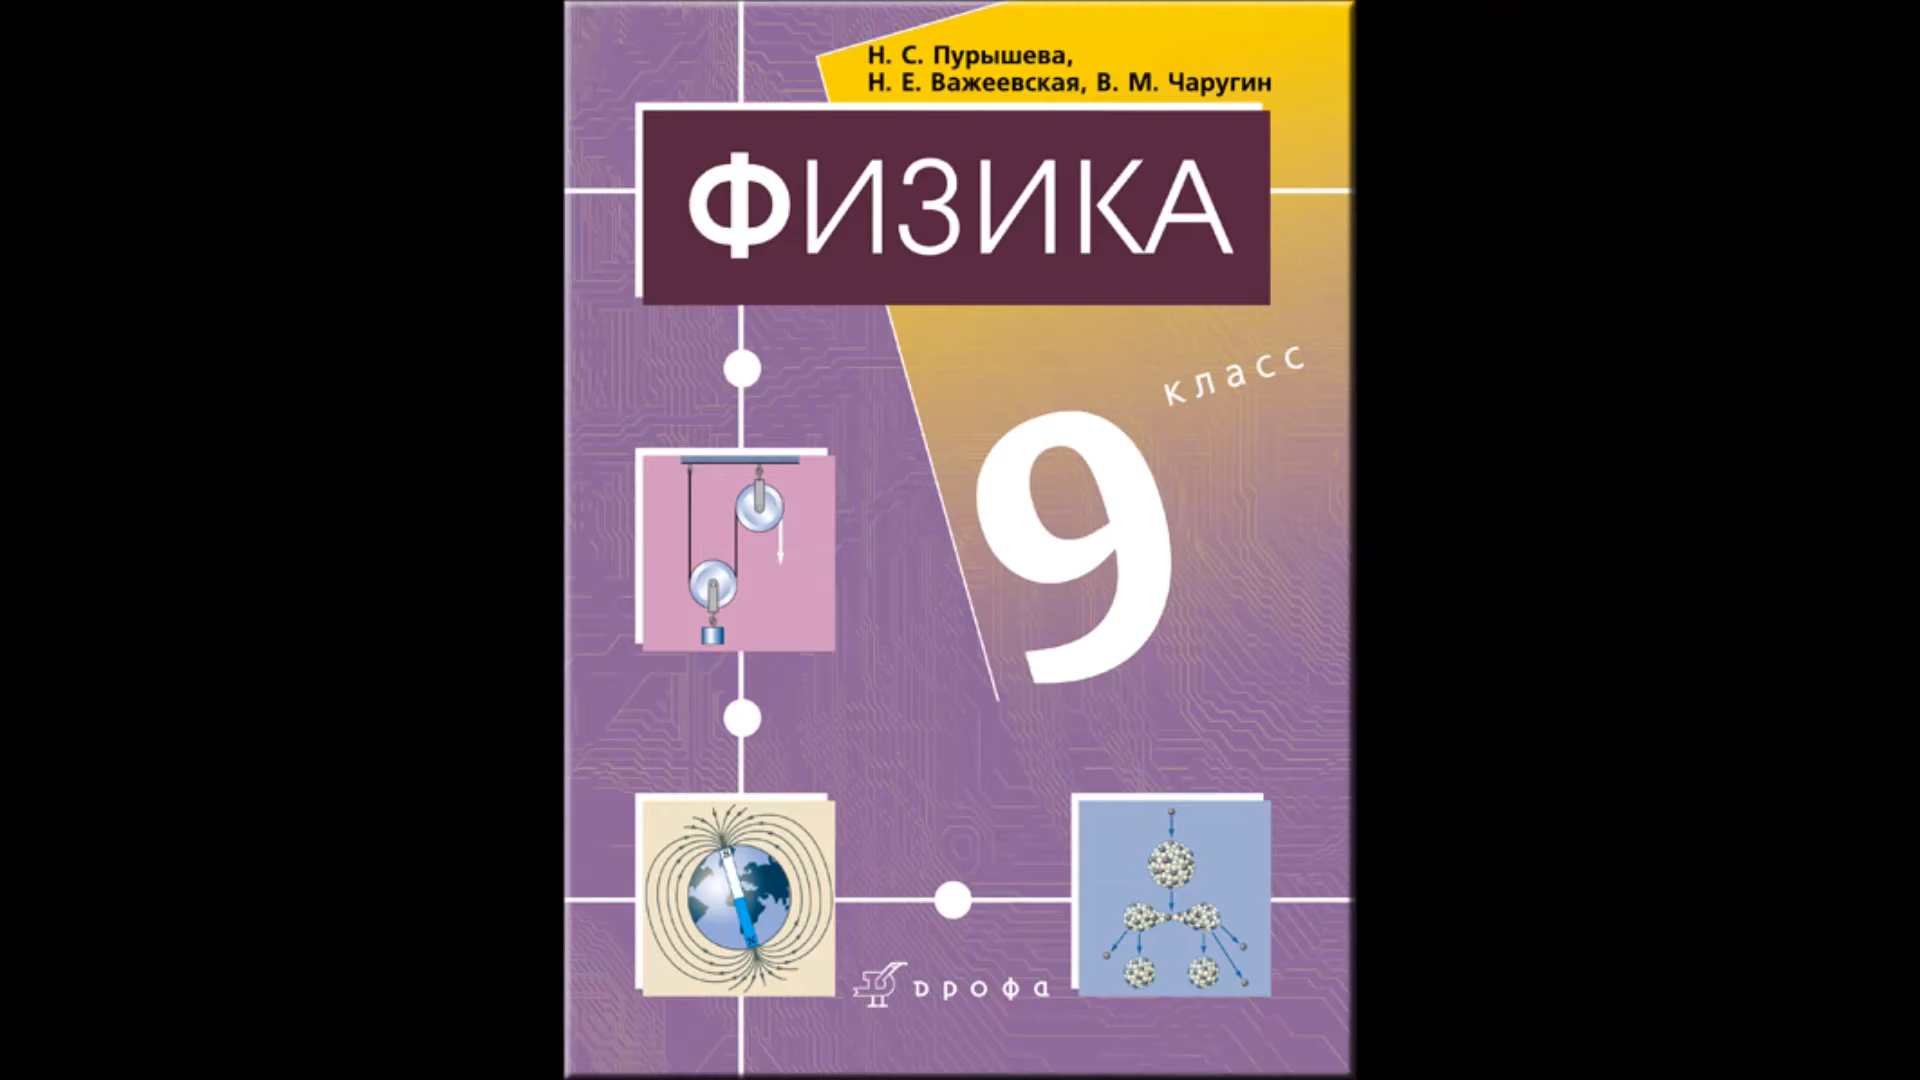 Н. С. Пурышева,
Н. Е. Важеевская, В. М. Чаругин
ФИЗИКА
класс
9
S
N
дрофа